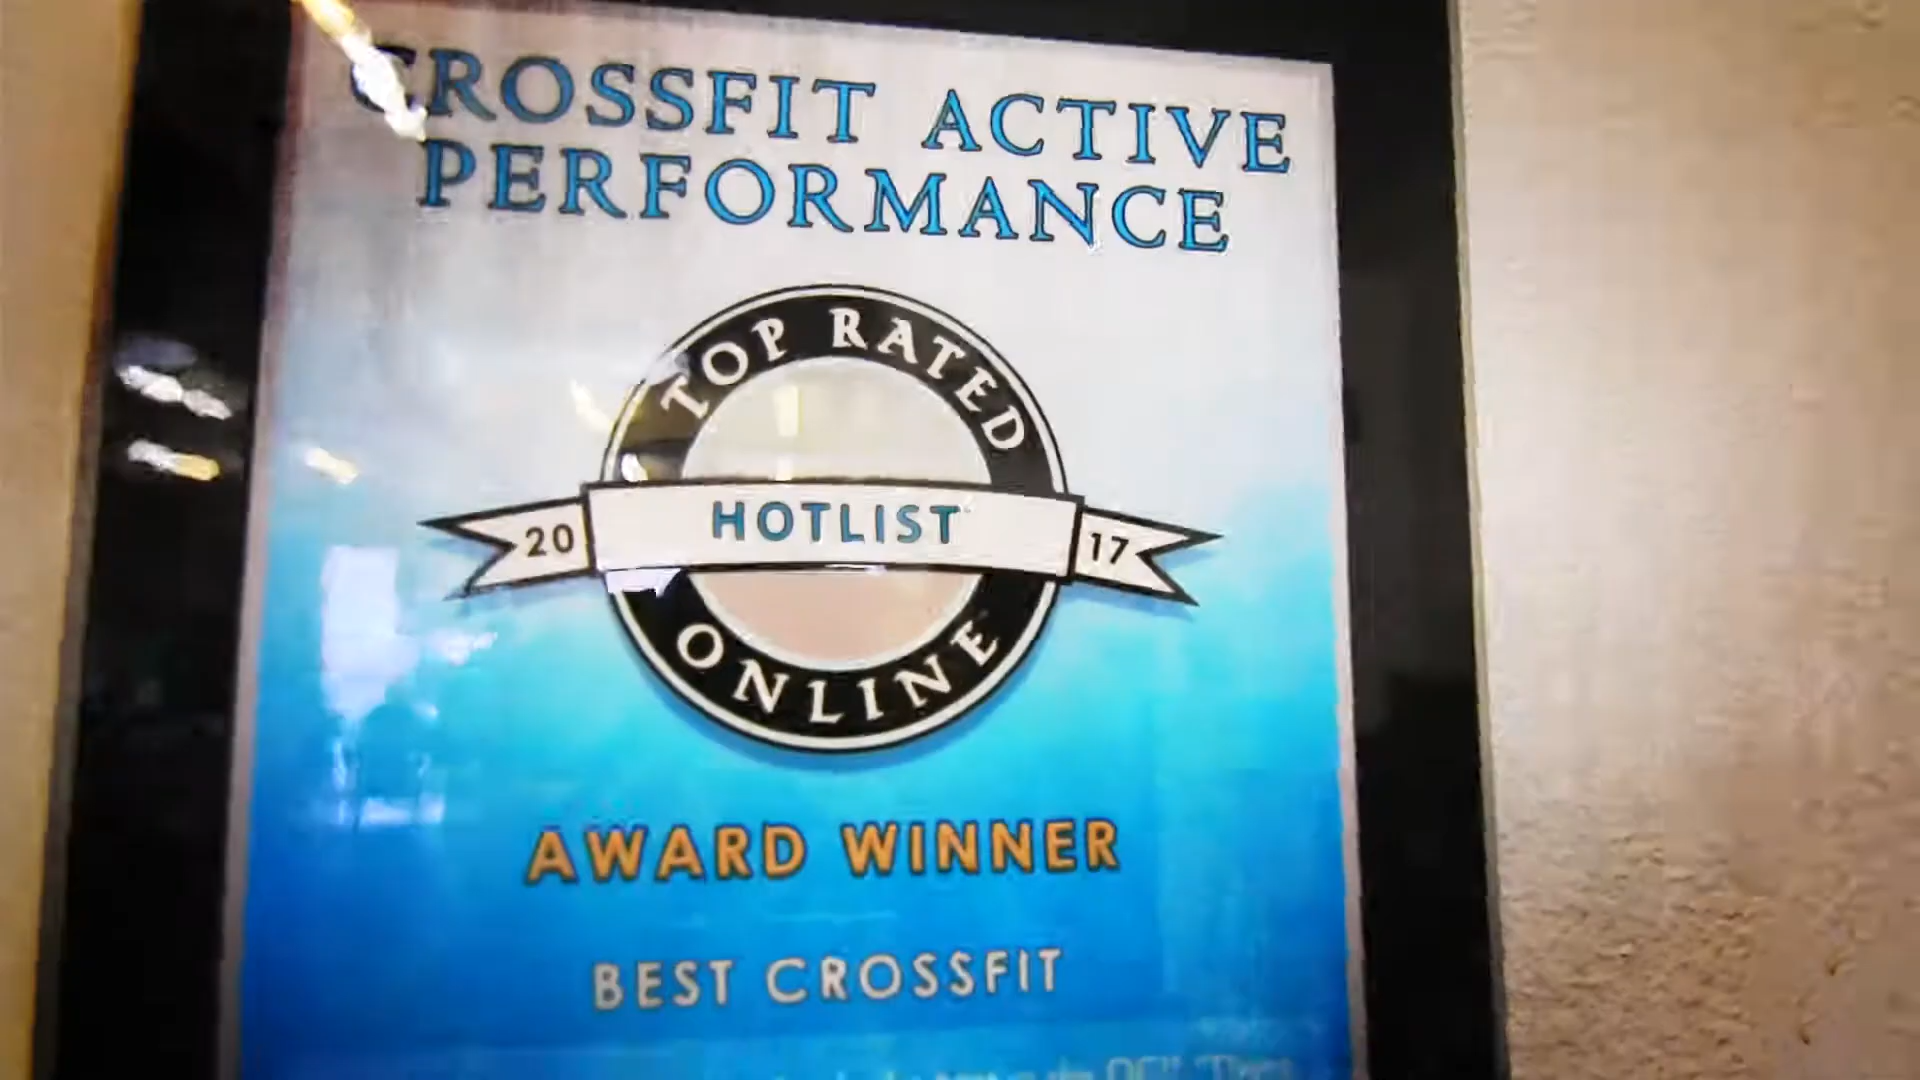 CROSSFIT ACTIVE
PERFORMANCE
TOP RATED
20 HOTLIST 17
ONLINE
AWARD WINNER
BEST CROSSFIT